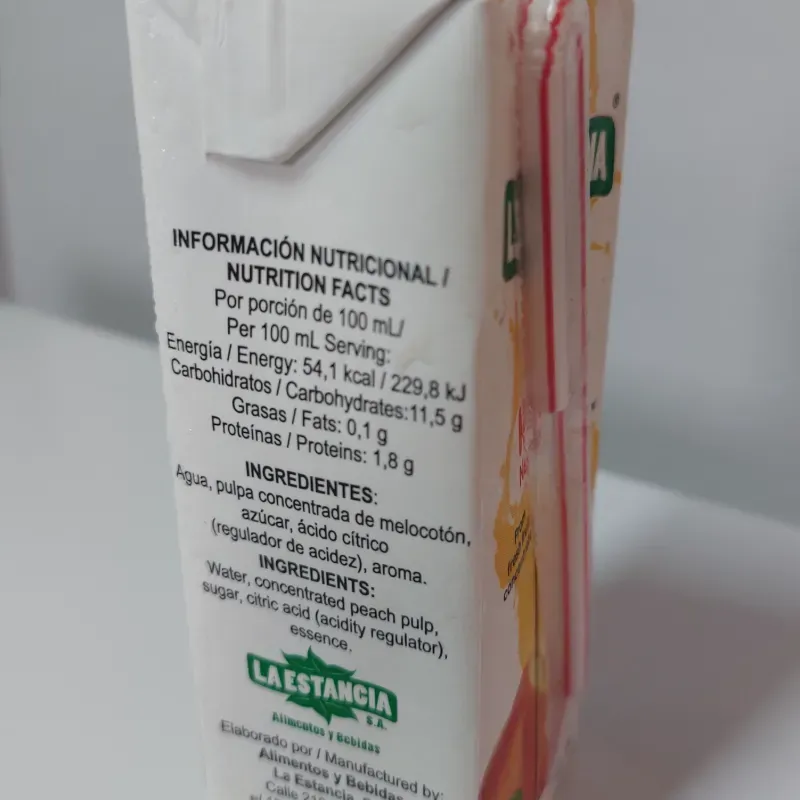 INFORMACIÓN NUTRICIONAL /
NUTRITION FACTS
Por porción de 100 mL/
Per 100 mL Serving:
Energía / Energy: 54,1 kcal / 229,8 kJ
Carbohidratos / Carbohydrates:11,5 g
Grasas / Fats: 0,1 g
Proteínas / Proteins: 1,8 g
INGREDIENTES:
Agua, pulpa concentrada de melocotón,
azúcar, ácido cítrico
(regulador de acidez), aroma.
INGREDIENTS:
Water, concentrated peach pulp,
sugar, citric acid (acidity regulator),
essence.
LA ESTANCIA
S.A.
Alimentos y Bebidas
Elaborado por / Manufactured by:
Alimentos y Bebidas
La Estancia,
Calle